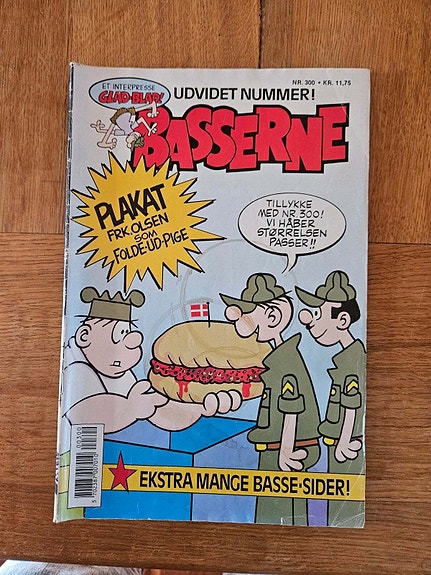 ET INTERPRESSE
GLAD-BLAD!
UDVIDET NUMMER!
NR. 300 • KR. 11,75
BASSERNE
PLAKAT
FRK. OLSEN
SOM
FOLDE-UD-PIGE
TILLYKKE
MED NR. 300!
VI HÅBER
STØRRELSEN
PASSER!!
EKSTRA MANGE BASSE-SIDER!
00300